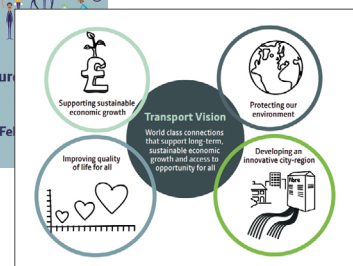 Supporting sustainable
economic growth
Protecting our
environment
Transport Vision
World class connections
that support long-term,
sustainable economic
growth and access to
opportunity for all
Improving quality
of life for all
Developing an
innovative city-region